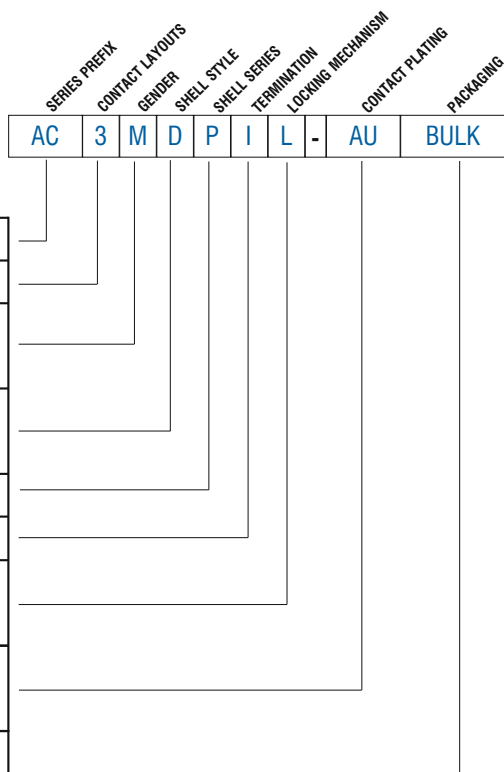 SERIES PREFIX
CONTACT LAYOUTS
GENDER
SHELL STYLE
SHELL SERIES
TERMINATION
LOCKING MECHANISM
CONTACT PLATING
PACKAGING
AC 3 M D P I L - AU BULK